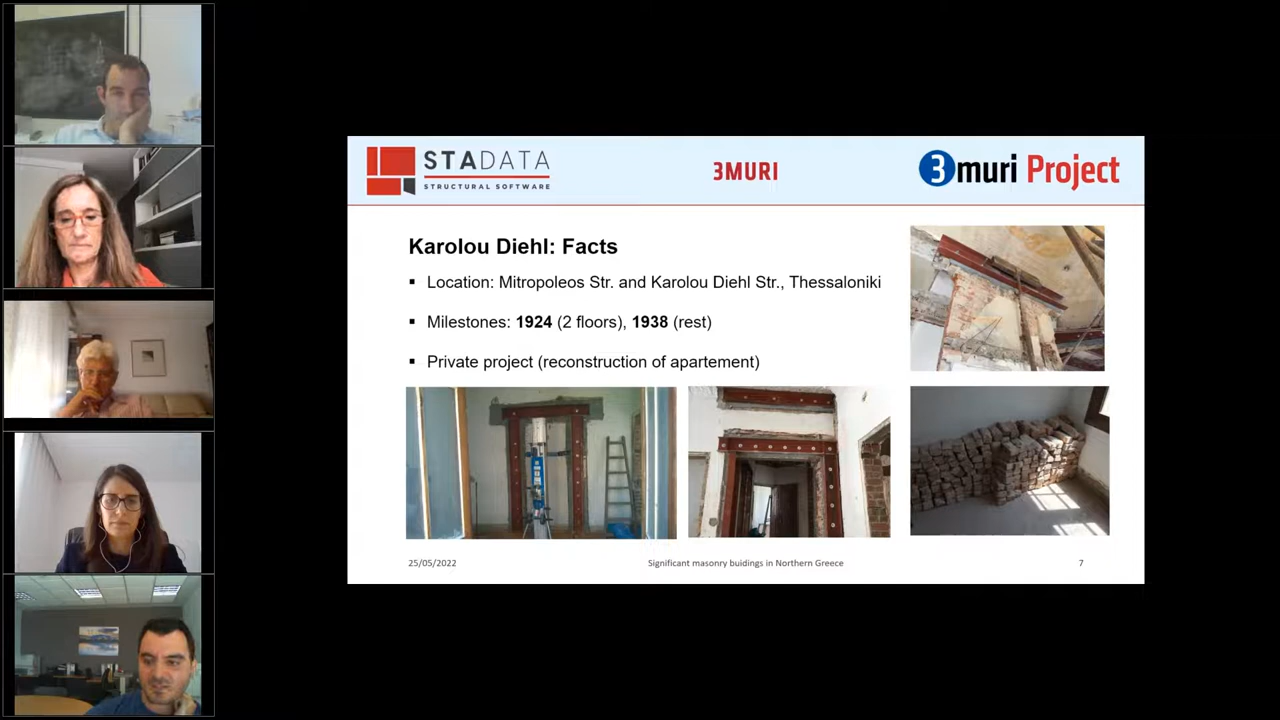 STADATA
STRUCTURAL SOFTWARE
3MURI
3muri Project
Karolou Diehl: Facts
▪ Location: Mitropoleos Str. and Karolou Diehl Str., Thessaloniki
▪ Milestones: 1924 (2 floors), 1938 (rest)
▪ Private project (reconstruction of apartement)
25/05/2022
Significant masonry buidings in Northern Greece
7